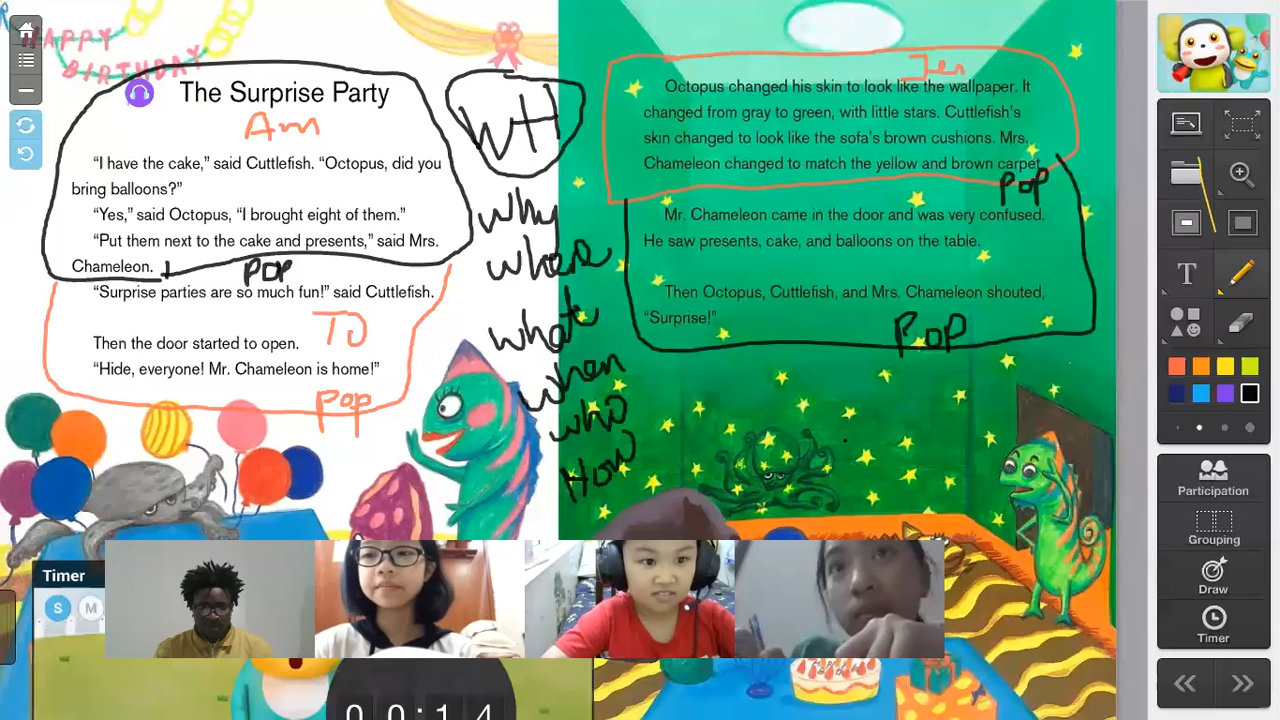 HAPPY
BIRTHDAY
The Surprise Party
Am
“I have the cake,” said Cuttlefish. “Octopus, did you
bring balloons?”
“Yes,” said Octopus, “I brought eight of them.”
“Put them next to the cake and presents,” said Mrs.
Chameleon.
POP
“Surprise parties are so much fun!” said Cuttlefish.
TO
Then the door started to open.
“Hide, everyone! Mr. Chameleon is home!”
Pop
WH
why
where
what
when
who
How
Jen
Octopus changed his skin to look like the wallpaper. It
changed from gray to green, with little stars. Cuttlefish’s
skin changed to look like the sofa’s brown cushions. Mrs.
Chameleon changed to match the yellow and brown carpet.
POP
Mr. Chameleon came in the door and was very confused.
He saw presents, cake, and balloons on the table.
Then Octopus, Cuttlefish, and Mrs. Chameleon shouted,
“Surprise!”
POP
Timer
S M
00:14
T
Participation
Grouping
Draw
Timer